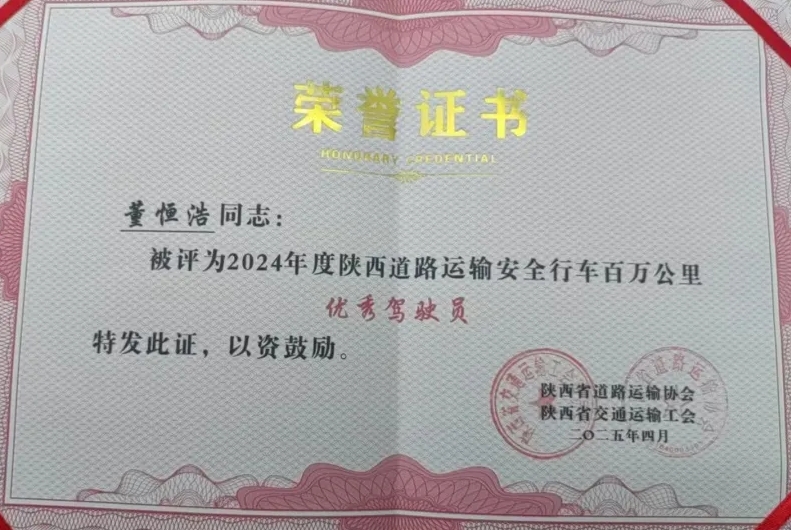 荣誉证书
HONORARY CREDENTIAL
董恒浩同志：
被评为2024年度陕西道路运输安全行车百万公里
优秀驾驶员
特发此证，以资鼓励。
陕西省道路运输协会
陕西省交通运输工会
二〇二五年四月